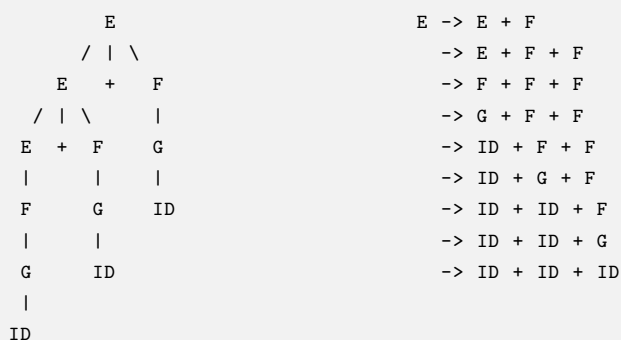 E E -> E + F
/ | \ -> E + F + F
E + F -> F + F + F
/ | \ | -> G + F + F
E + F G -> ID + F + F
| | | -> ID + G + F
F G ID -> ID + ID + F
| | -> ID + ID + G
G ID -> ID + ID + ID
|
ID